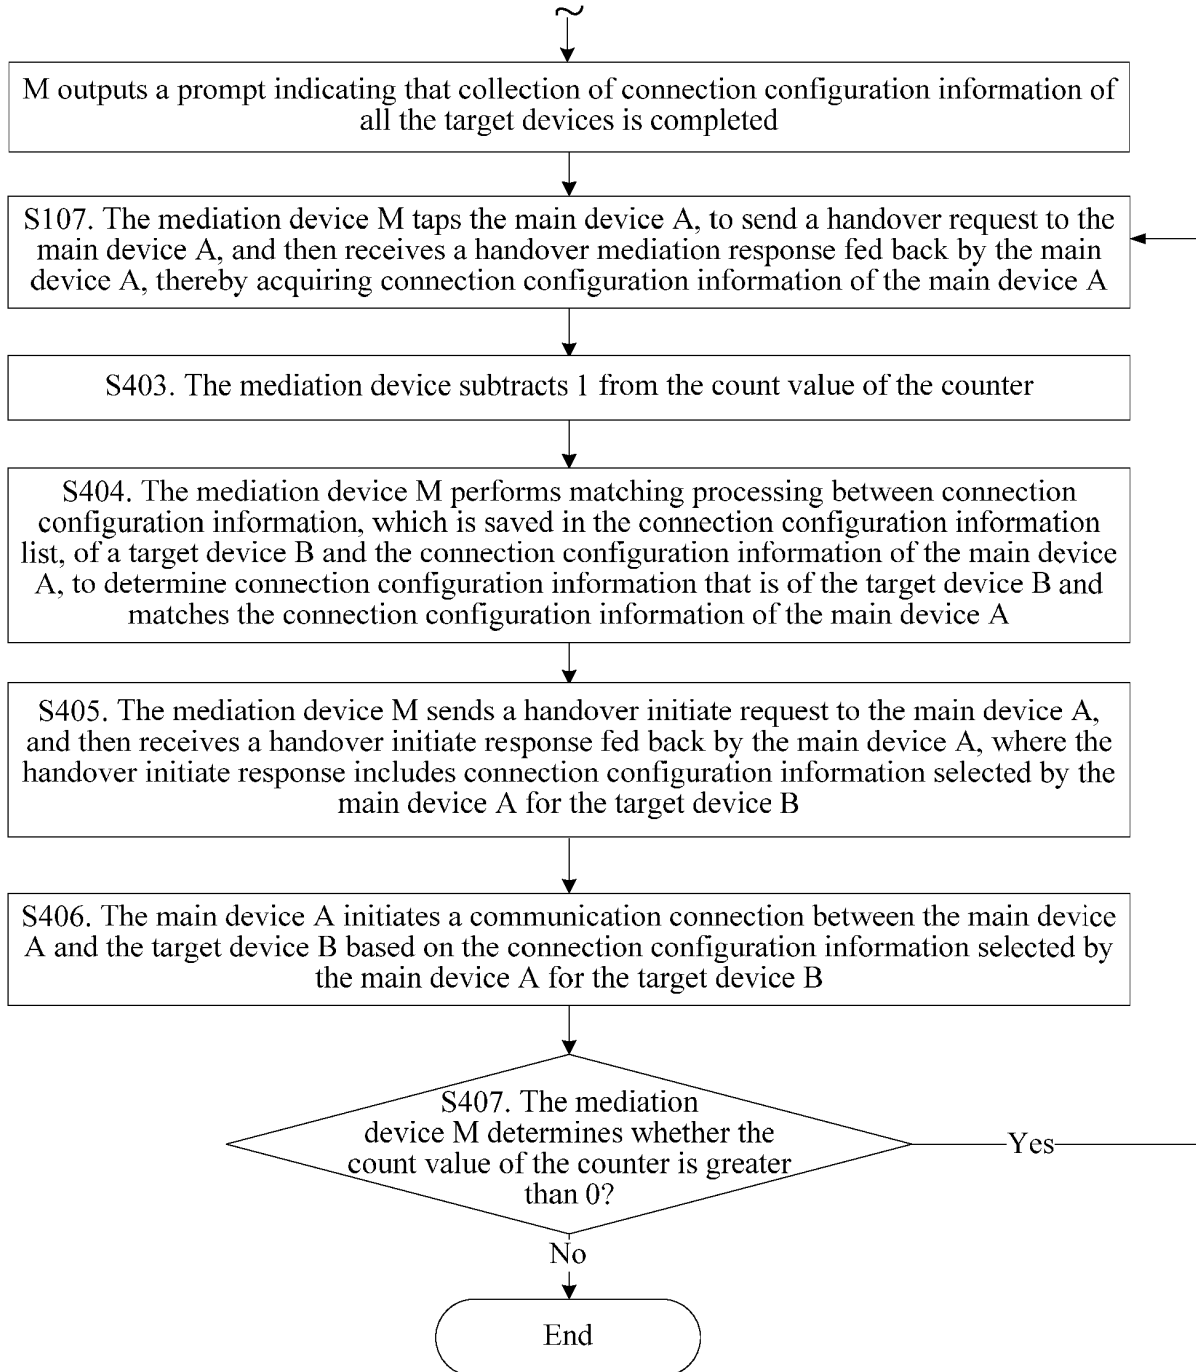 M outputs a prompt indicating that collection of connection configuration information of
all the target devices is completed
S107. The mediation device M taps the main device A, to send a handover request to the
main device A, and then receives a handover mediation response fed back by the main
device A, thereby acquiring connection configuration information of the main device A
S403. The mediation device subtracts 1 from the count value of the counter
S404. The mediation device M performs matching processing between connection
configuration information, which is saved in the connection configuration information
list, of a target device B and the connection configuration information of the main device
A, to determine connection configuration information that is of the target device B and
matches the connection configuration information of the main device A
S405. The mediation device M sends a handover initiate request to the main device A,
and then receives a handover initiate response fed back by the main device A, where the
handover initiate response includes connection configuration information selected by the
main device A for the target device B
S406. The main device A initiates a communication connection between the main device
A and the target device B based on the connection configuration information selected by
the main device A for the target device B
S407. The mediation
device M determines whether the
count value of the counter is greater
than 0?
Yes
No
End